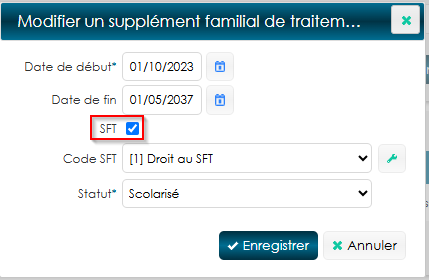 Modifier un supplément familial de traitem...
Date de début* 01/10/2023
Date de fin 01/05/2037
SFT
Code SFT [1] Droit au SFT
Statut* Scolarisé
Enregistrer Annuler